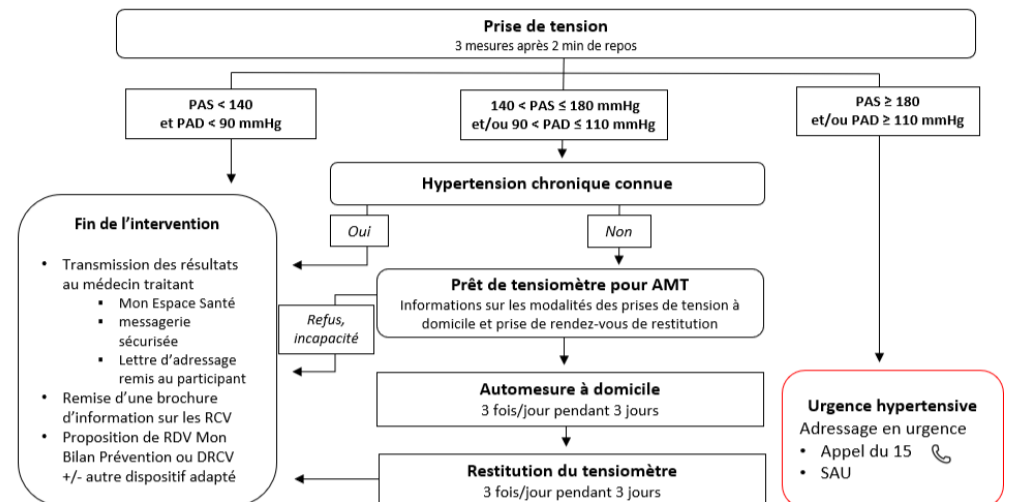 Prise de tension
3 mesures après 2 min de repos
PAS < 140
et PAD < 90 mmHg
140 < PAS ≤ 180 mmHg
et/ou 90 < PAD ≤ 110 mmHg
PAS ≥ 180
et/ou PAD ≥ 110 mmHg
Hypertension chronique connue
Oui
Non
Fin de l’intervention
• Transmission des résultats
au médecin traitant
▪ Mon Espace Santé
▪ messagerie
sécurisée
▪ Lettre d’adressage
remis au participant
• Remise d’une brochure
d’information sur les RCV
• Proposition de RDV Mon
Bilan Prévention ou DRCV
+/- autre dispositif adapté
Prêt de tensiomètre pour AMT
Informations sur les modalités des prises de tension à
domicile et prise de rendez-vous de restitution
Refus,
incapacité
Automesure à domicile
3 fois/jour pendant 3 jours
Restitution du tensiomètre
3 fois/jour pendant 3 jours
Urgence hypertensive
Adressage en urgence
• Appel du 15
• SAU